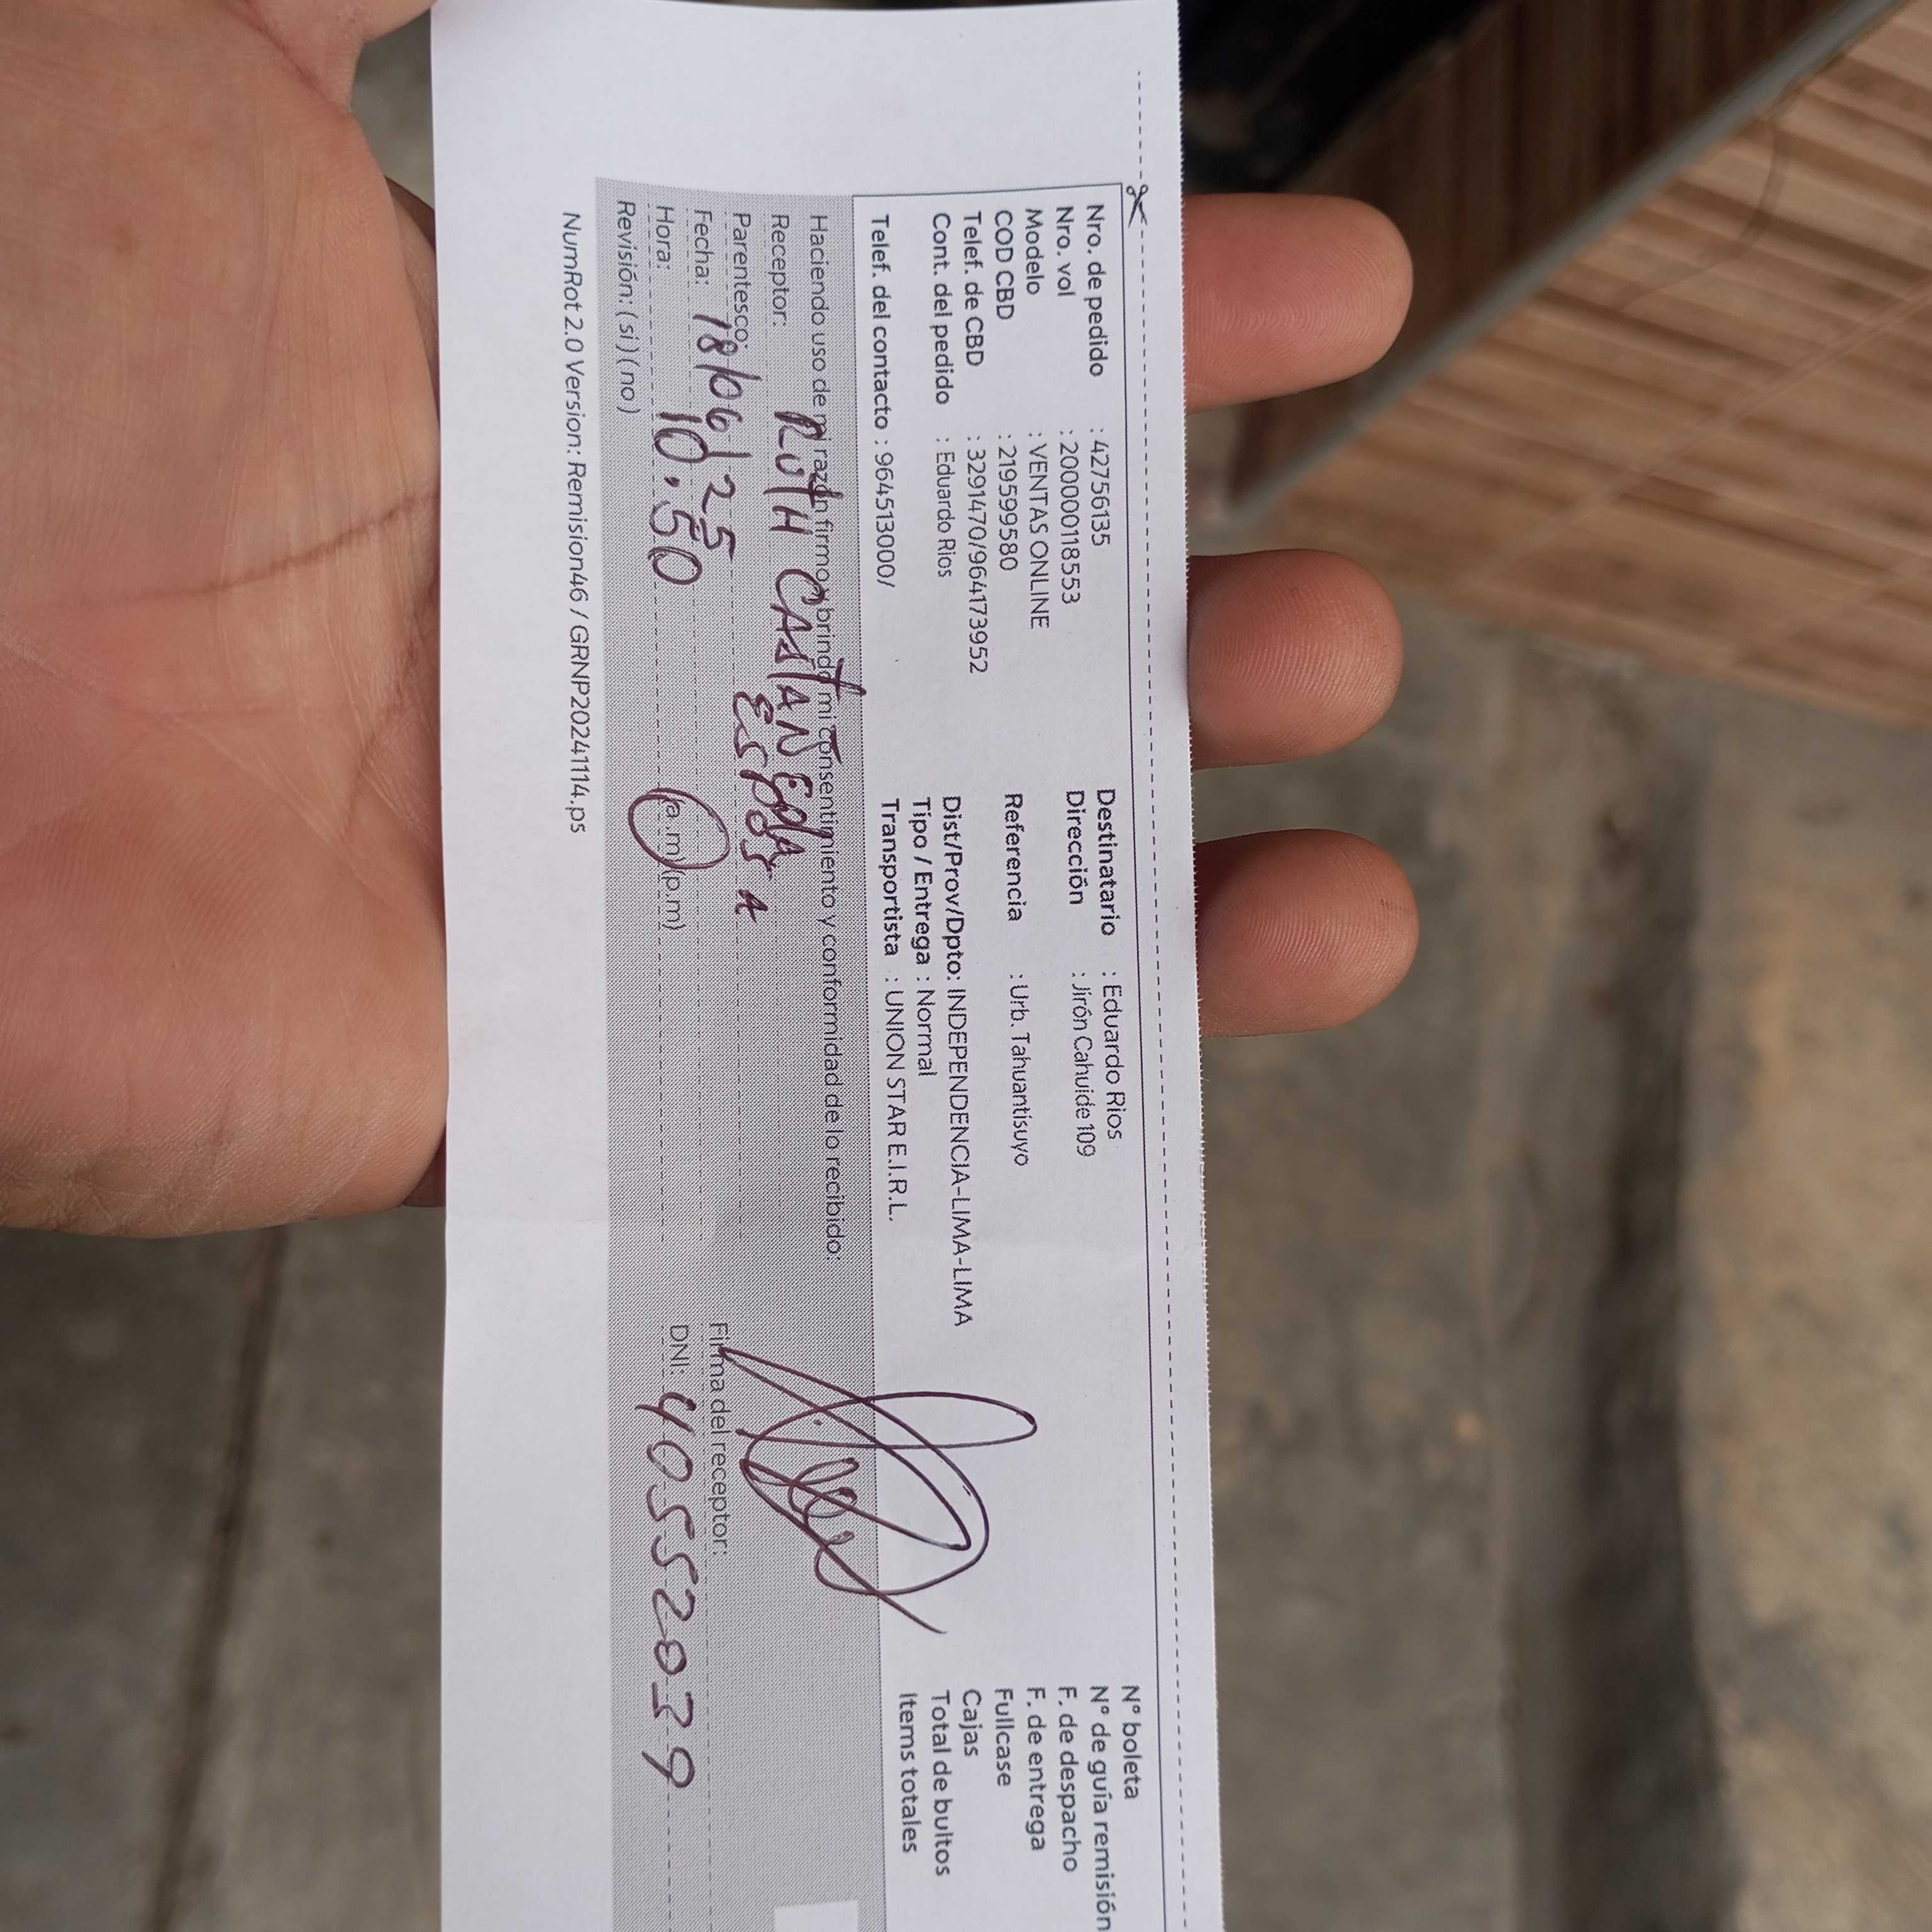 Nro. de pedido : 42756135
Nro. vol : 200000118553
Modelo : VENTAS ONLINE
COD CBD : 219599580
Telef. de CBD : 3291470/964173952
Cont. del pedido : Eduardo Rios
Telef. del contacto : 964513000/
Destinatario : Eduardo Rios
Dirección : Jirón Cahuide 109
Referencia : Urb. Tahuantisuyo
Dist/Prov/Dpto: INDEPENDENCIA-LIMA-LIMA
Tipo / Entrega : Normal
Transportista : UNION STAR E.I.R.L.
N° boleta
N° de guía remisión
F. de despacho
F. de entrega
Fullcase
Cajas
Total de bultos
Items totales
Haciendo uso de mi razón firmo y brindo mi consentimiento y conformidad de lo recibido:
Receptor: RUTH CASTAÑEDA
Parentesco: ESPOSA
Fecha: 18/06/25
Hora: 10:50 (a.m) (p.m)
Revisión: (si) (no)
Firma del receptor:
DNI: 40552039
NumRot 2.0 Version: Remision46 / GRNP20241114.ps